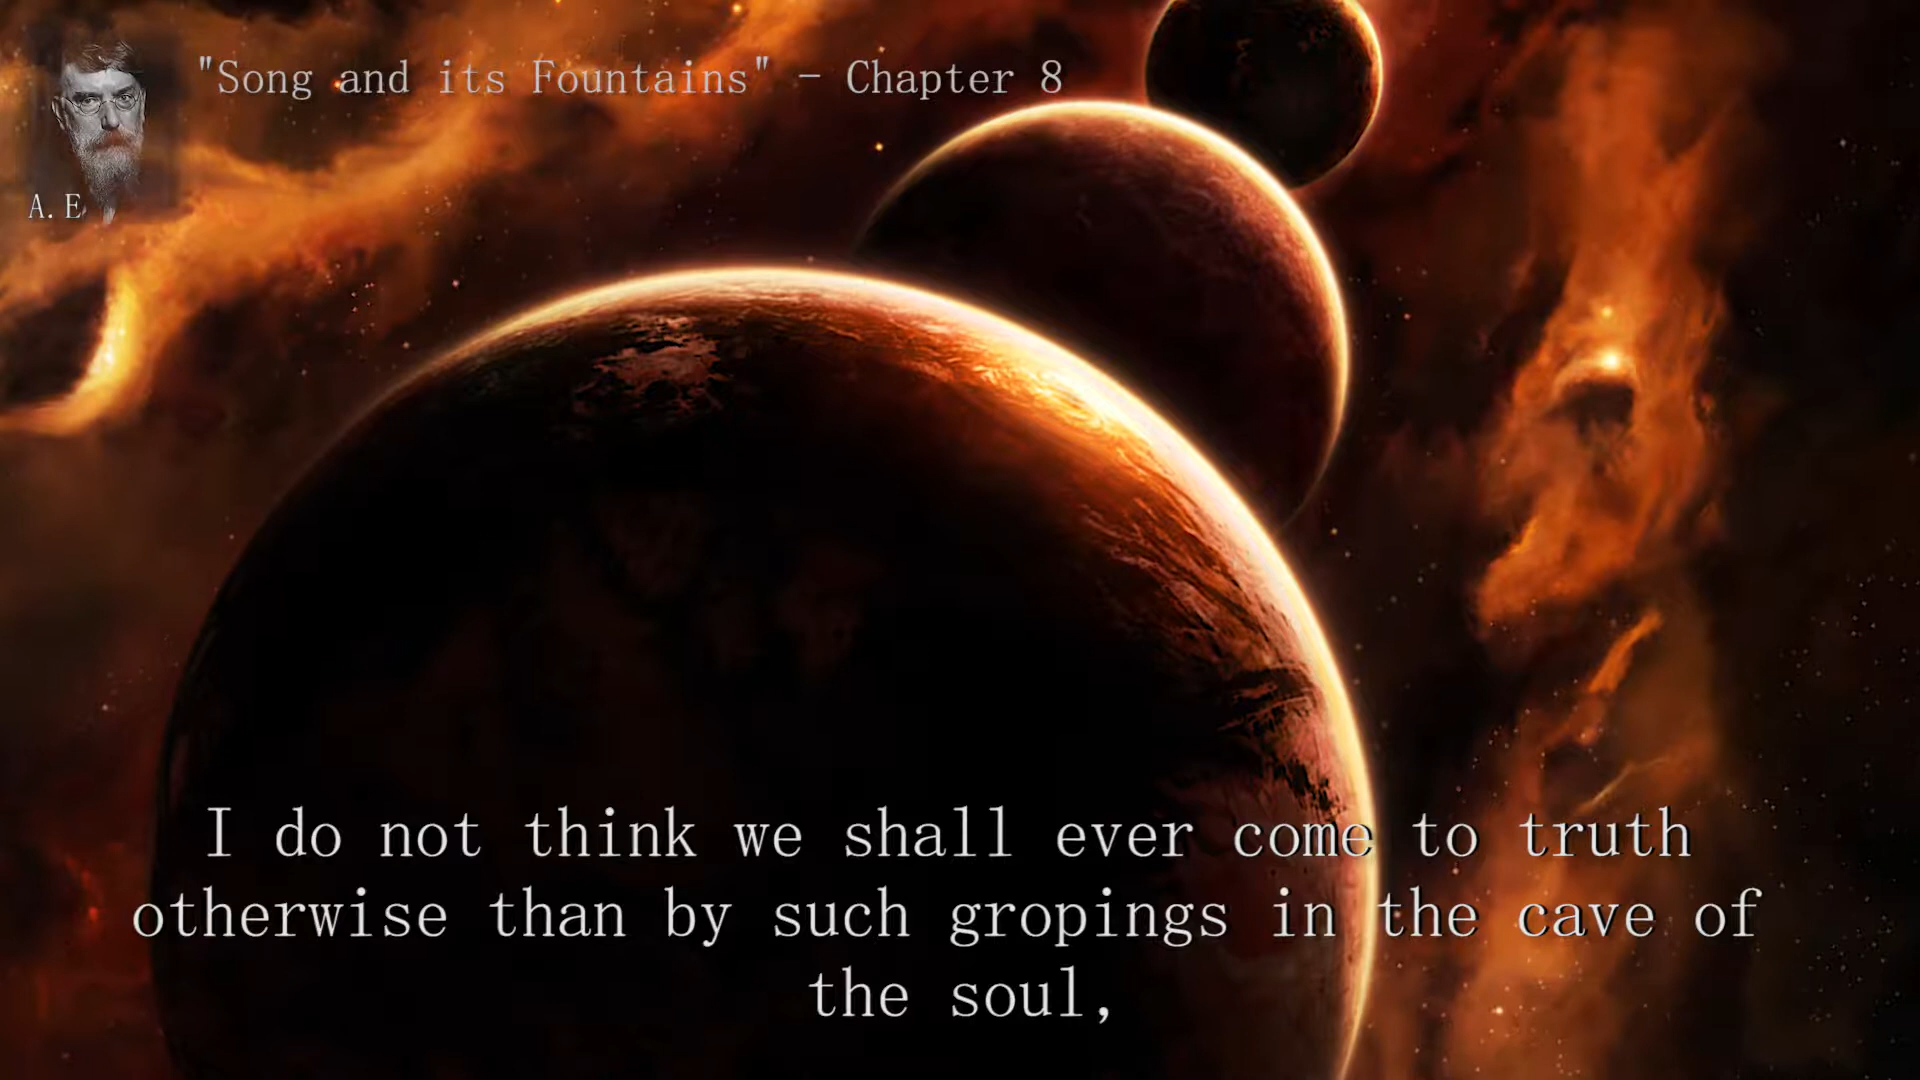 "Song and its Fountains" - Chapter 8
A. E
I do not think we shall ever come to truth
otherwise than by such gropings in the cave of
the soul,